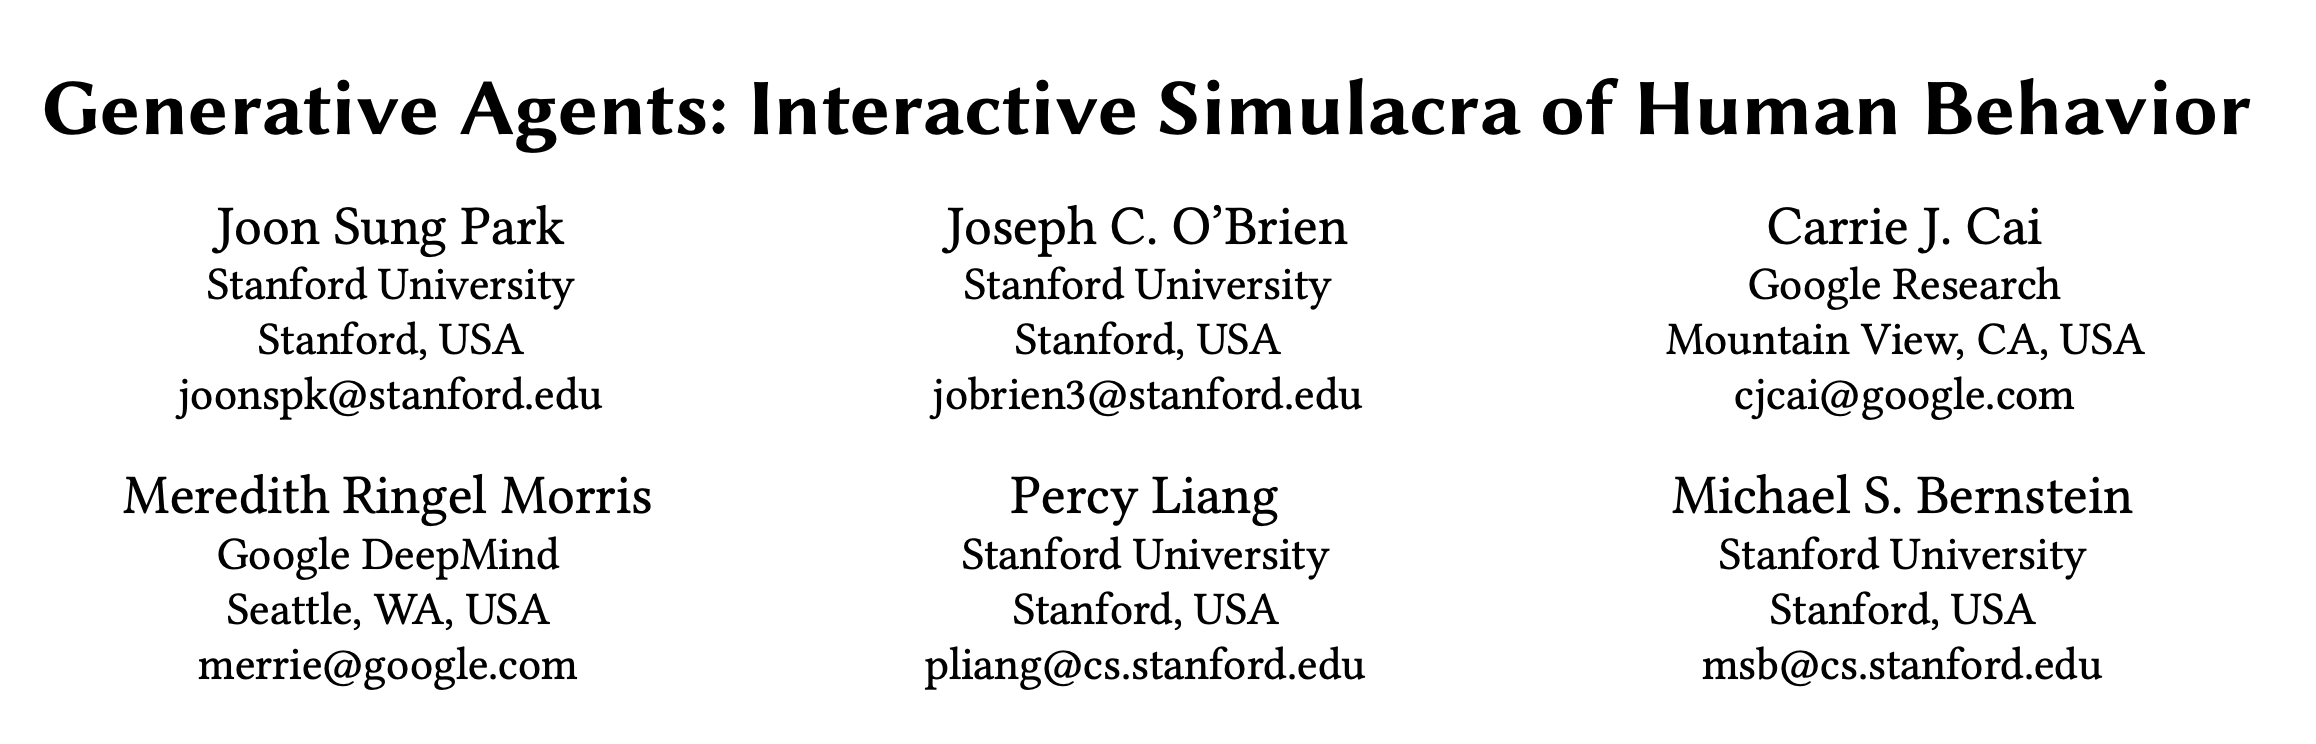 Generative Agents: Interactive Simulacra of Human Behavior
Joon Sung Park
Stanford University
Stanford, USA
joonspk@stanford.edu
Joseph C. O’Brien
Stanford University
Stanford, USA
jobrien3@stanford.edu
Carrie J. Cai
Google Research
Mountain View, CA, USA
cjcai@google.com
Meredith Ringel Morris
Google DeepMind
Seattle, WA, USA
merrie@google.com
Percy Liang
Stanford University
Stanford, USA
pliang@cs.stanford.edu
Michael S. Bernstein
Stanford University
Stanford, USA
msb@cs.stanford.edu